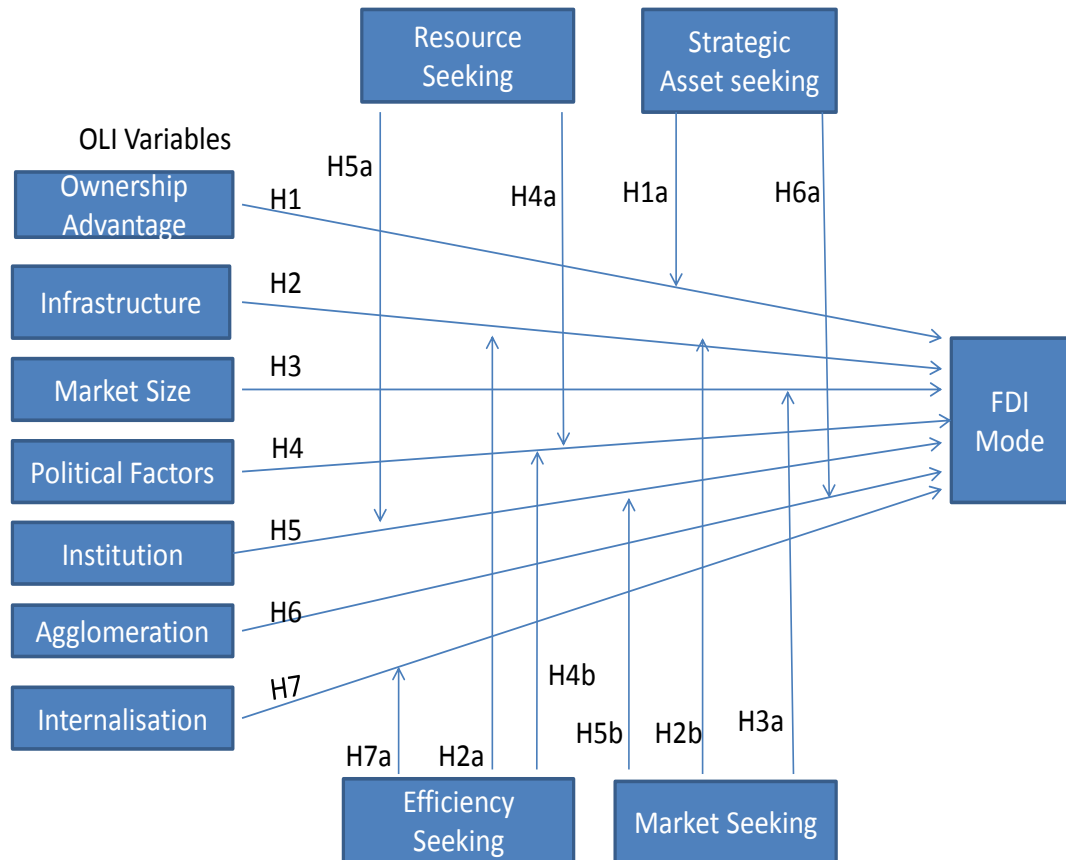 Resource
Seeking
Strategic
Asset seeking
OLI Variables
H5a
H4a
H1a
H6a
Ownership
Advantage
H1
Infrastructure
H2
Market Size
H3
FDI
Mode
Political Factors
H4
Institution
H5
Agglomeration
H6
Internalisation
H7
H4b
H5b
H2b
H3a
H7a
H2a
Efficiency
Seeking
Market Seeking